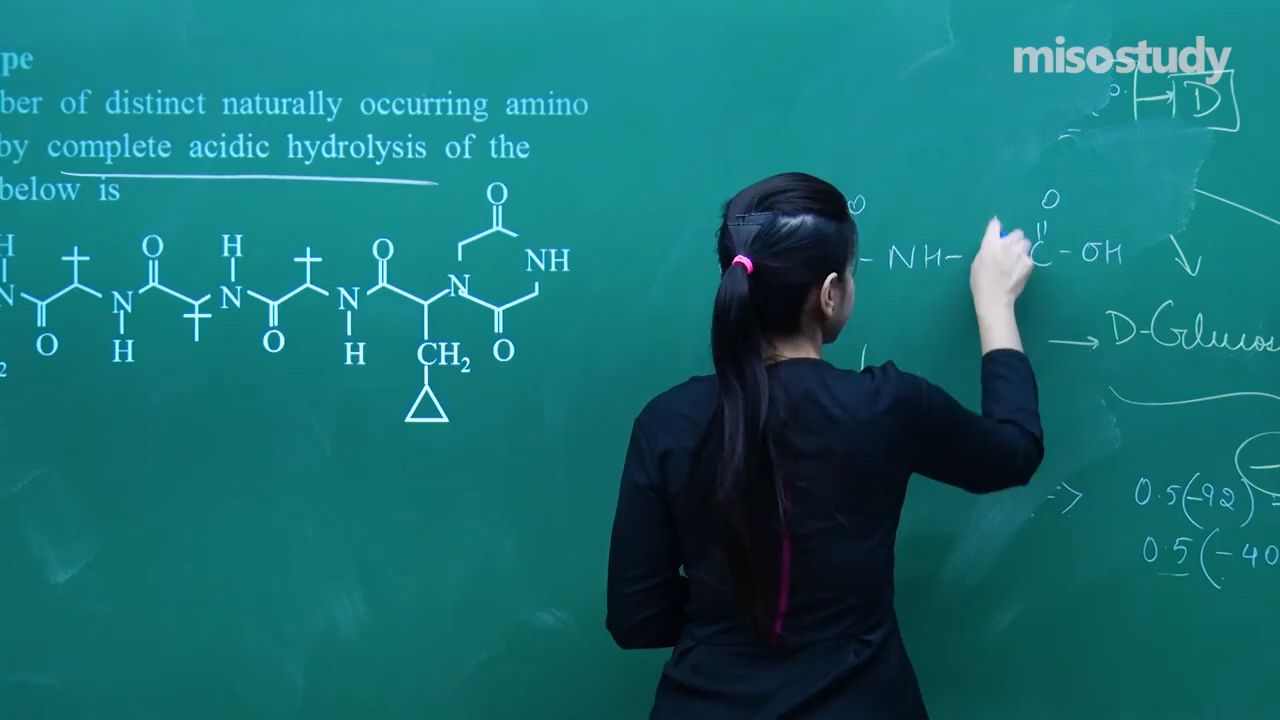 misostudy
D
pe
ber of distinct naturally occurring amino
by complete acidic hydrolysis of the
below is
O
O H O NH
H N N N N N
O H O H CH₂ O
2
O O
- NH - C - OH
→ D-Glucos
=> 0.5(-92)
0.5(-40